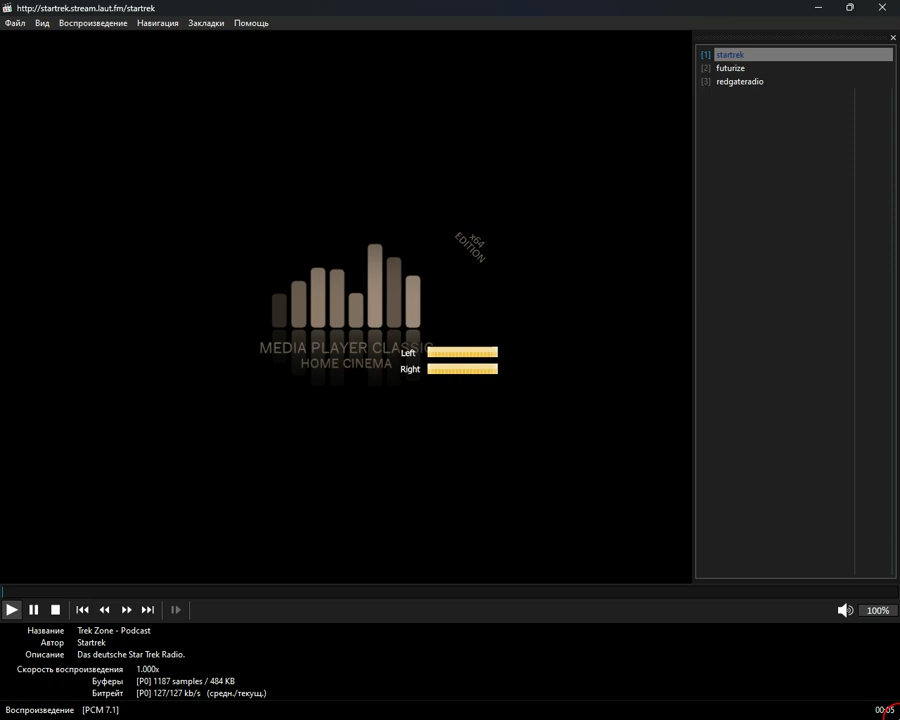 http://startrek.stream.laut.fm/startrek
Файл Вид Воспроизведение Навигация Закладки Помощь
[1] startrek
[2] futurize
[3] redgateradio
x64
EDITION
MEDIA PLAYER CLASSIC
HOME CINEMA
Left
Right
100%
Название Trek Zone - Podcast
Автор Startrek
Описание Das deutsche Star Trek Radio.
Скорость воспроизведения 1.000x
Буферы [P0] 1187 samples / 484 KB
Битрейт [P0] 127/127 kb/s (средн./текущ.)
Воспроизведение [PCM 7.1]
00:05